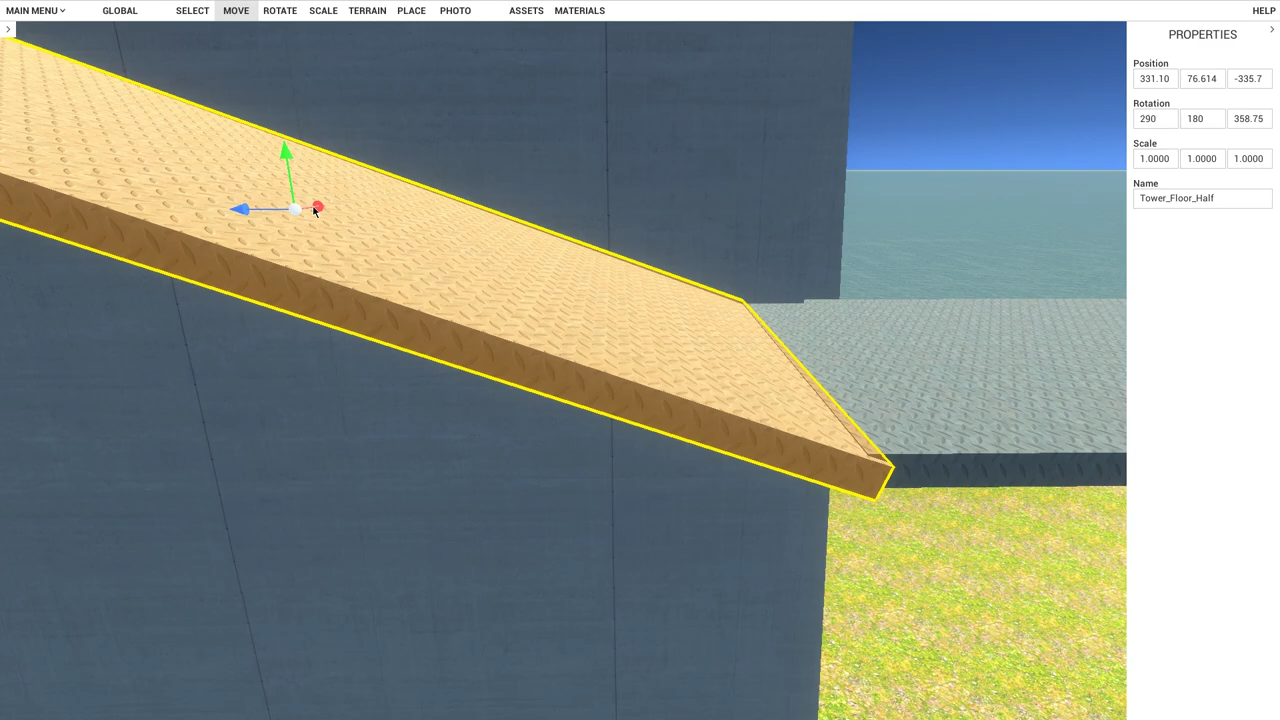 MAIN MENU GLOBAL SELECT MOVE ROTATE SCALE TERRAIN PLACE PHOTO ASSETS MATERIALS HELP
PROPERTIES
Position
331.10 76.614 -335.7
Rotation
290 180 358.75
Scale
1.0000 1.0000 1.0000
Name
Tower_Floor_Half